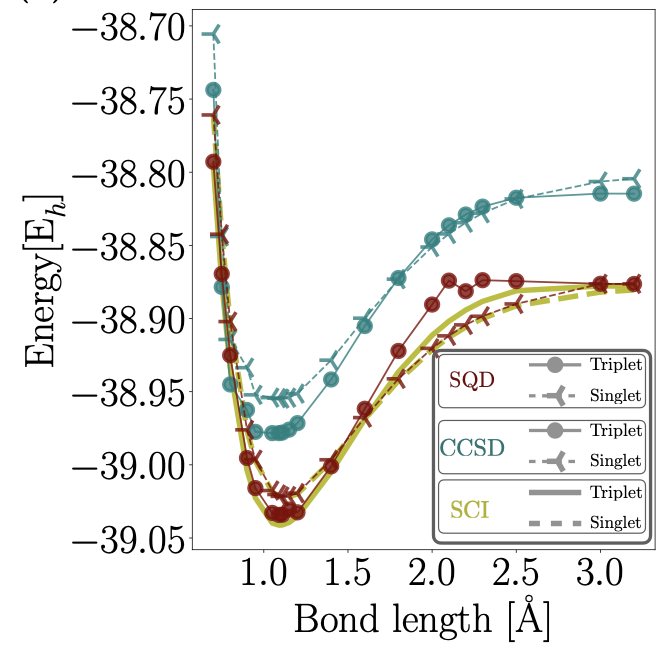 −38.70
−38.75
−38.80
−38.85
−38.90
−38.95
−39.00
−39.05
Energy[E_h]
SQD
Triplet
Singlet
CCSD
Triplet
Singlet
SCI
Triplet
Singlet
1.0 1.5 2.0 2.5 3.0
Bond length [Å]